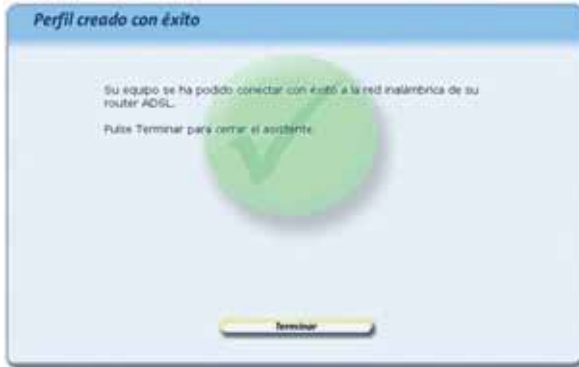 Perfil creado con éxito
Su equipo se ha podido conectar con éxito a la red inalámbrica de su
router ADSL.
Pulse Terminar para cerrar el asistente.
Terminar